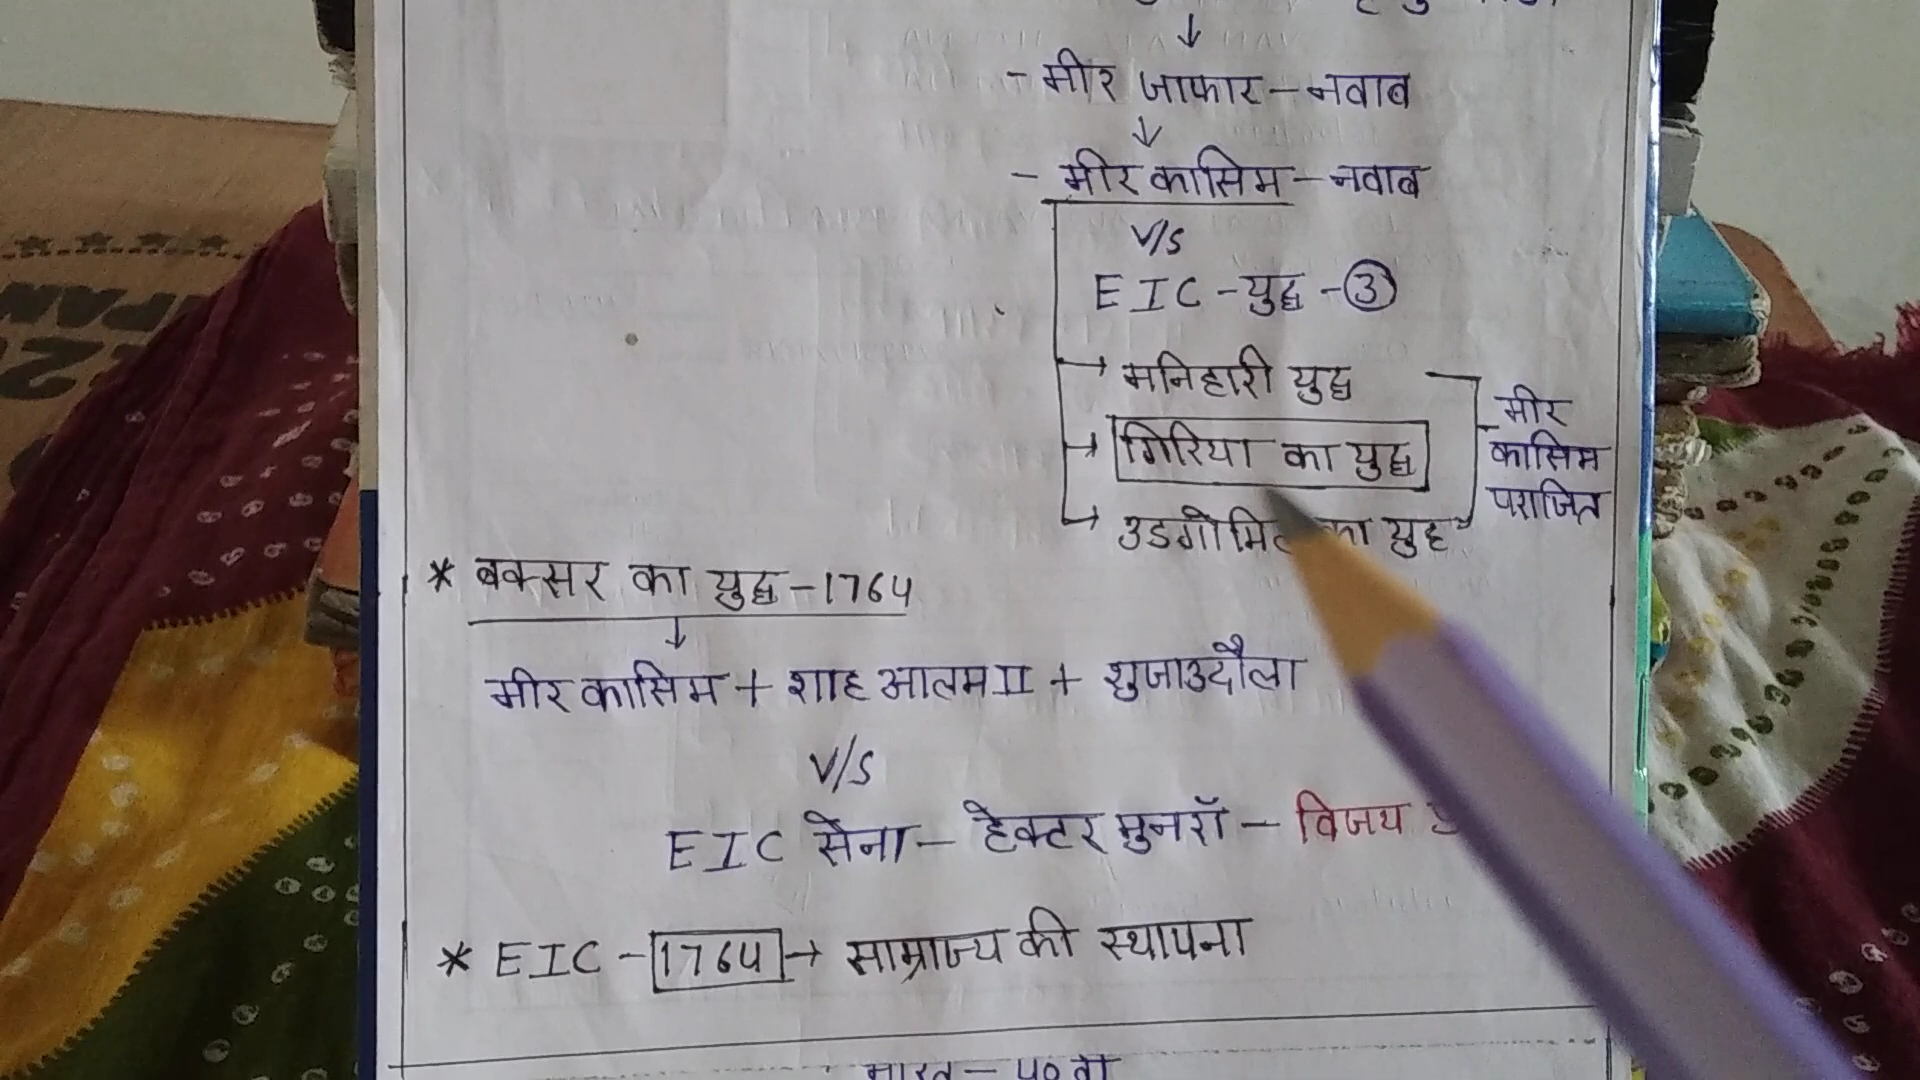 - मीर जाफार - नवाब
- मीर कासिम - नवाब
V/S
EIC - युद्ध - 3
मनिहारी युद्ध
गिरिया का युद्ध
का युद्ध
मीर
कासिम
पराजित
* बक्सर का युद्ध - 1764
मीर कासिम + शाह आलम II + शुजाउदौला
V/S
EIC सेना - हेक्टर मुनरॉ - विजय
* EIC - 1764 → साम्राज्य की स्थापना
भारत -